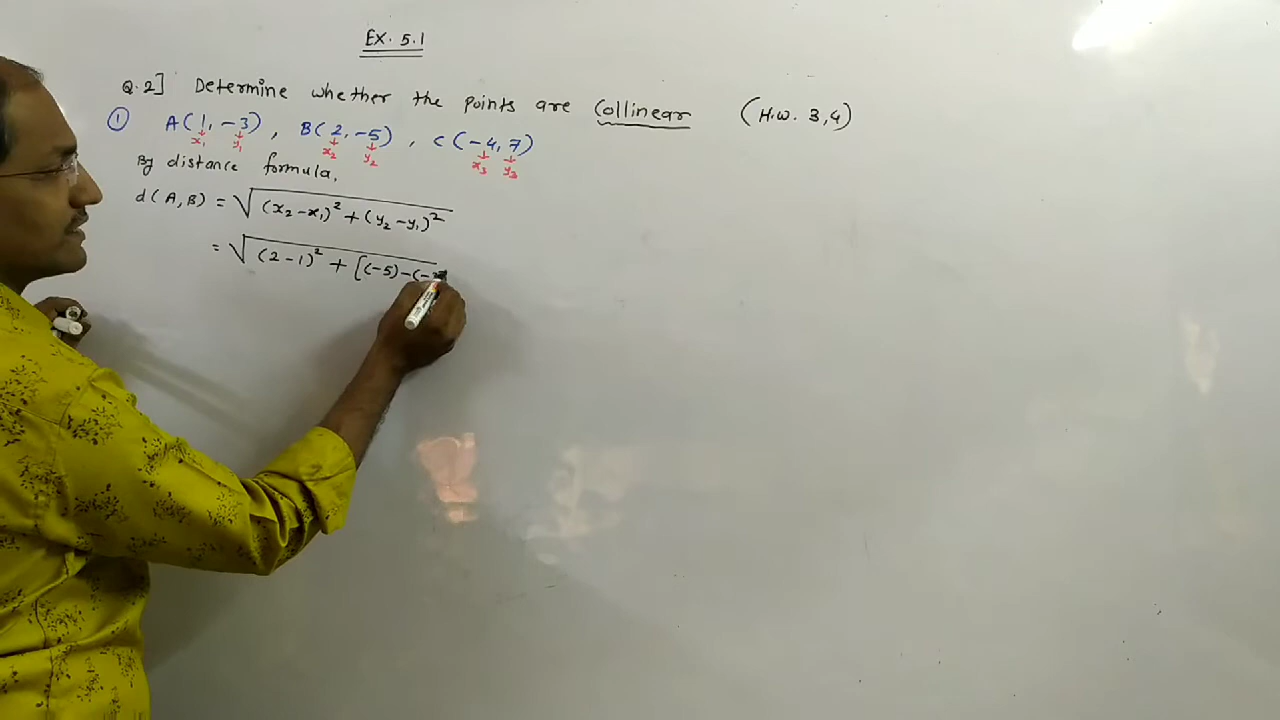 Ex. 5.1
Q.2] Determine whether the points are Collinear (H.W. 3,4)
① A(1, -3), B(2, -5), C(-4, 7)
x₁ y₁ x₂ y₂ x₃ y₃
By distance formula,
d(A,B) = √(x₂-x₁)² + (y₂-y₁)²
= √(2-1)² + [(-5)-(-3